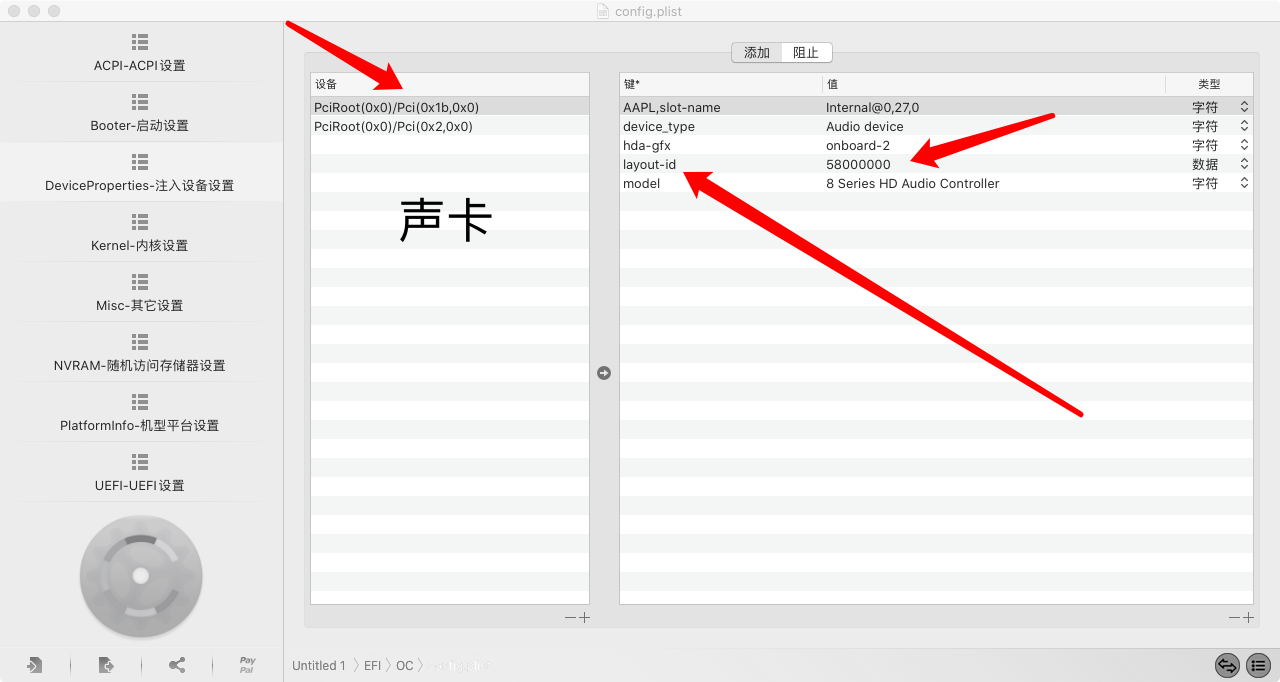 config.plist
ACPI-ACPI设置
Booter-启动设置
DeviceProperties-注入设备设置
Kernel-内核设置
Misc-其它设置
NVRAM-随机访问存储器设置
PlatformInfo-机型平台设置
UEFI-UEFI设置
Pay
Pal
添加 阻止
设备
PciRoot(0x0)/Pci(0x1b,0x0)
PciRoot(0x0)/Pci(0x2,0x0)
声卡
键* 值 类型
AAPL,slot-name Internal@0,27,0 字符
device_type Audio device 字符
hda-gfx onboard-2 字符
layout-id 58000000 数据
model 8 Series HD Audio Controller 字符
Untitled 1 EFI OC config.plist